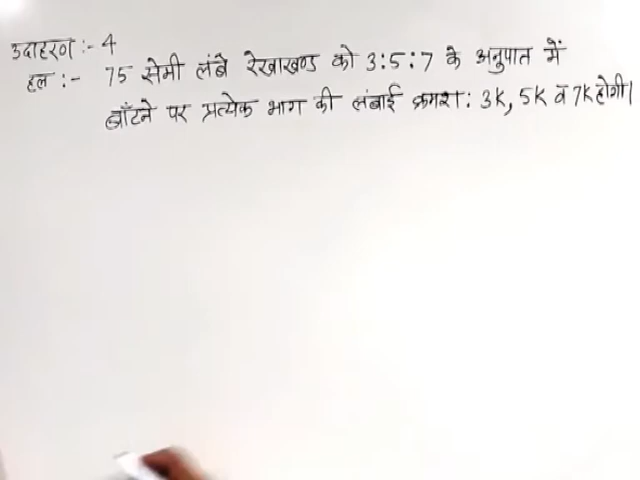 उदाहरण :- 4
हल :- 75 सेमी लंबे रेखाखण्ड को 3:5:7 के अनुपात में
बाँटने पर प्रत्येक भाग की लंबाई क्रमश: 3K, 5K व 7K होगी।